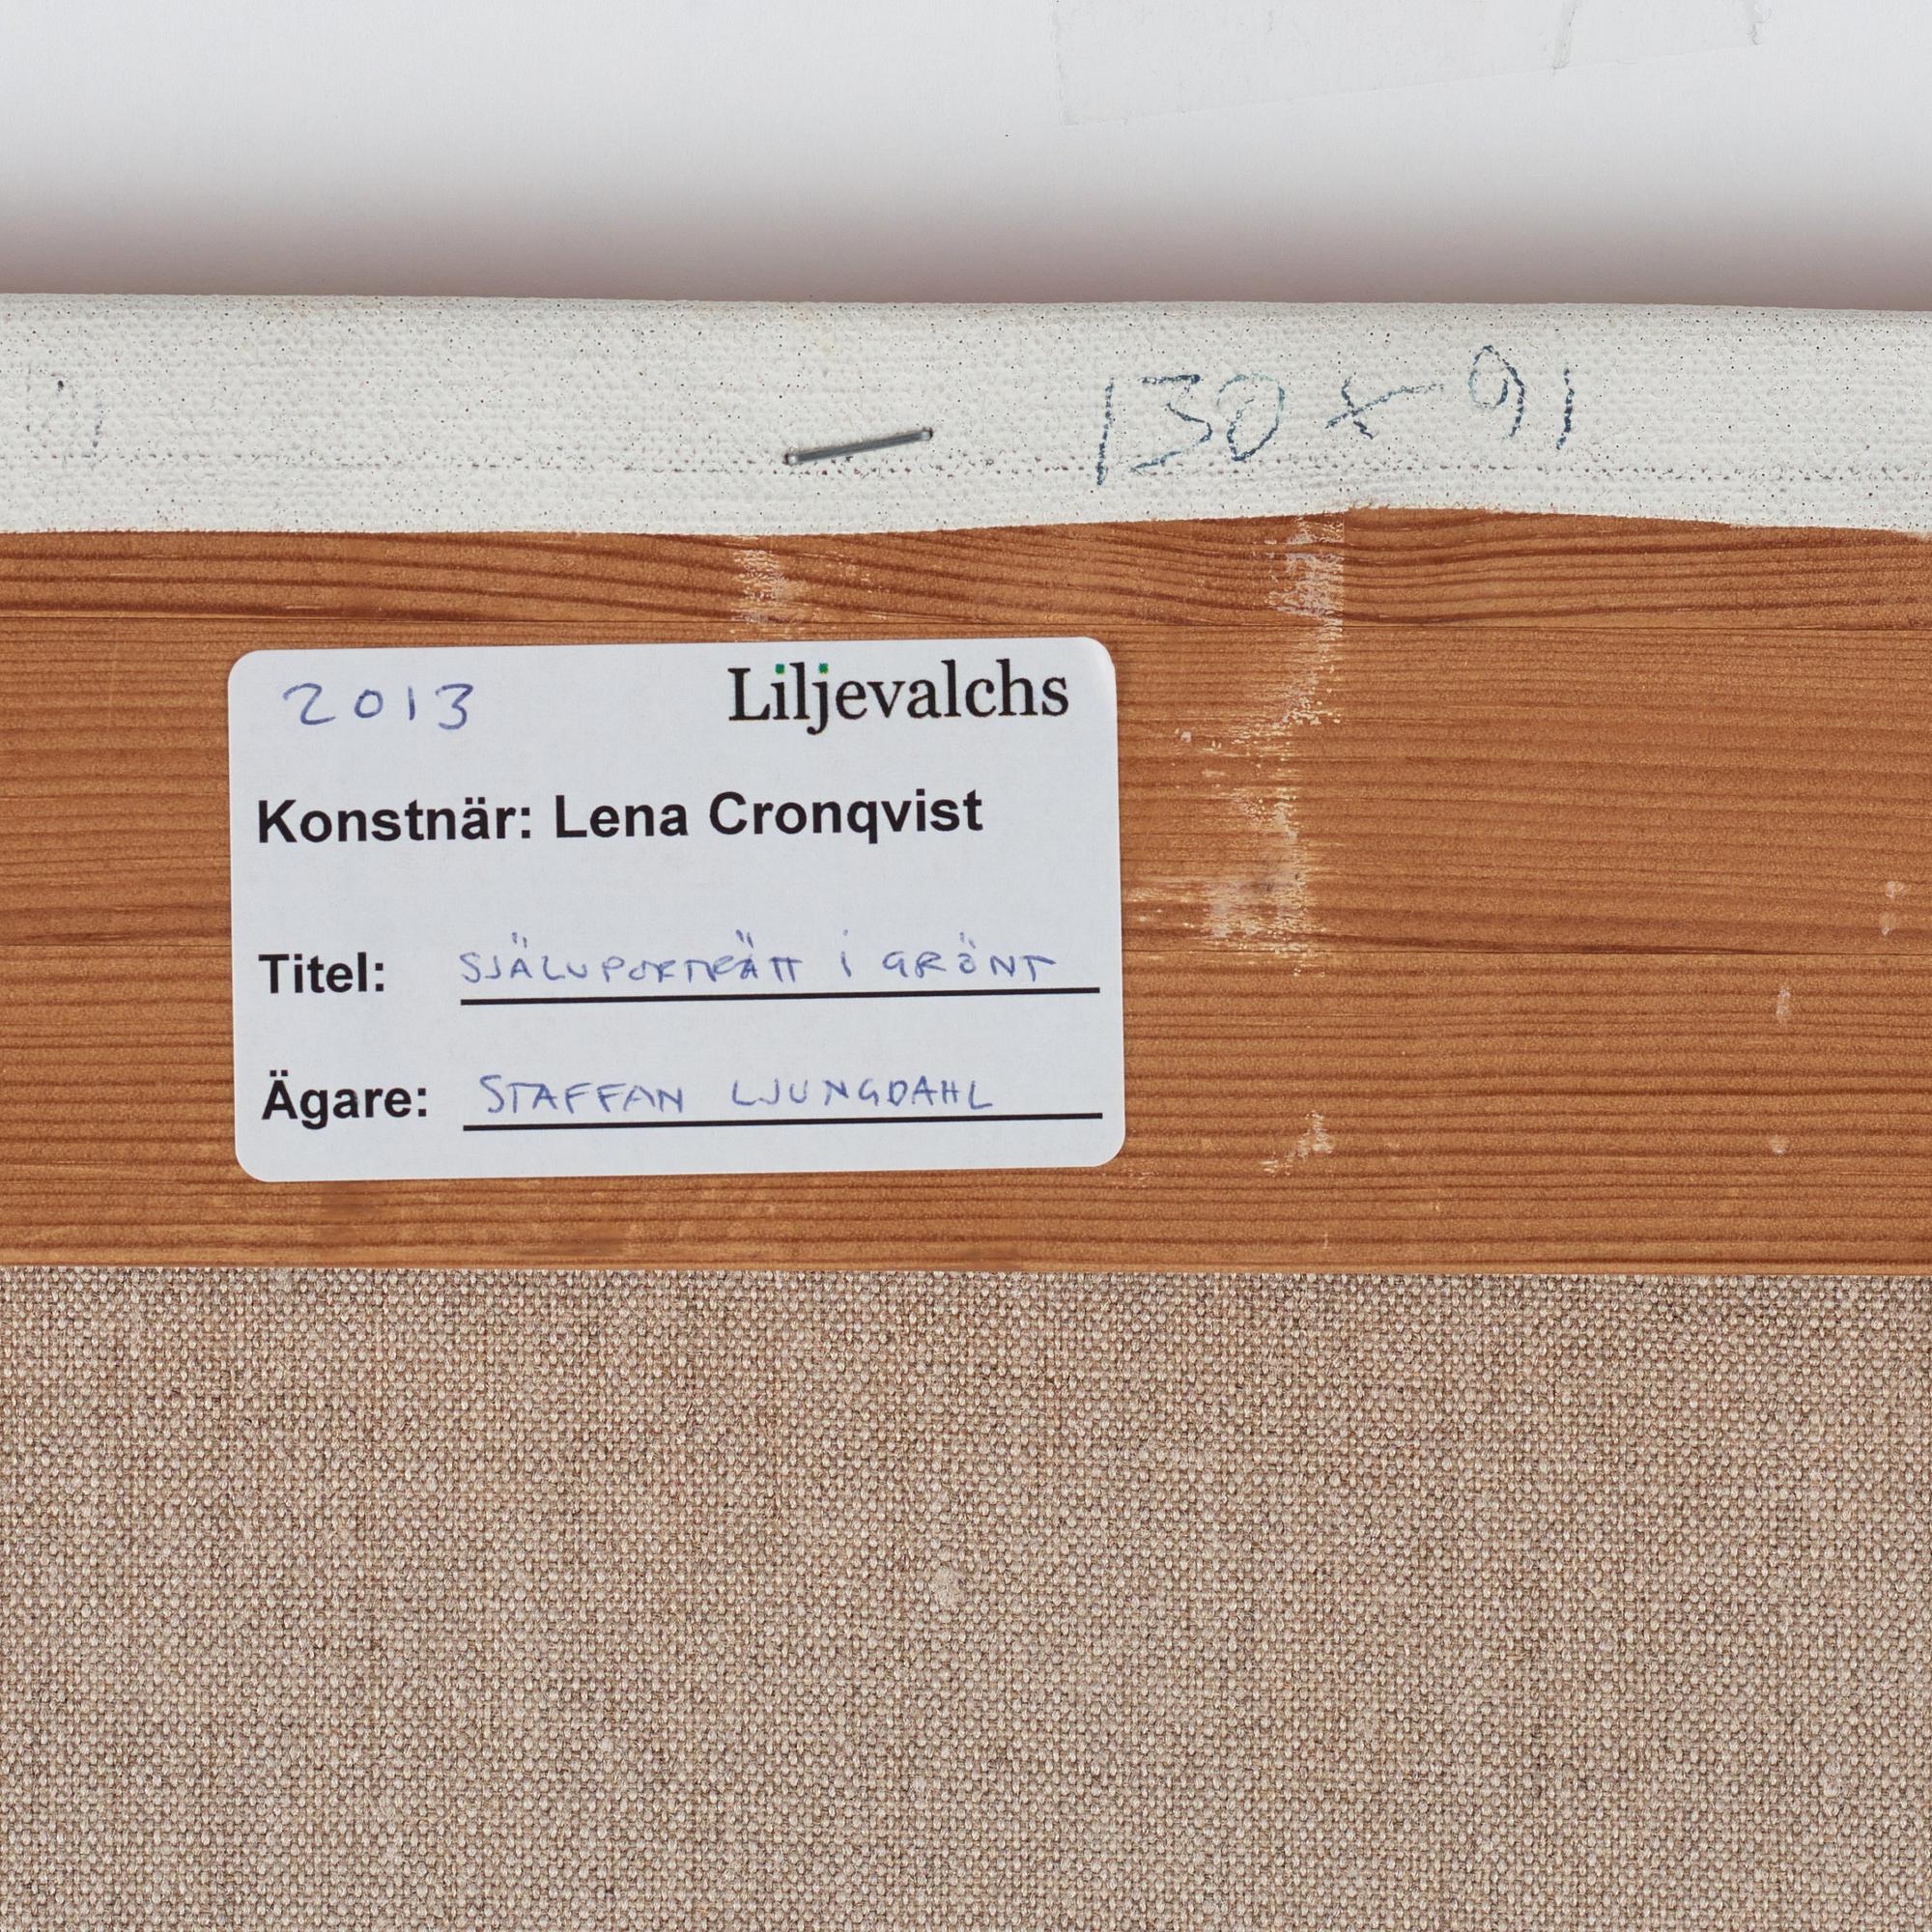 130 x 91
2013 Liljevalchs
Konstnär: Lena Cronqvist
Titel: SJÄLVPORTRÄTT i GRÖNT
Ägare: STAFFAN LJUNGDAHL